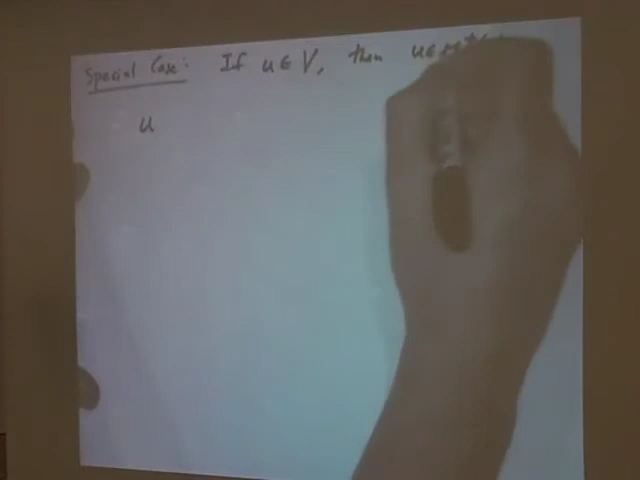 Special Case: If u ∈ V, then u ∈
u